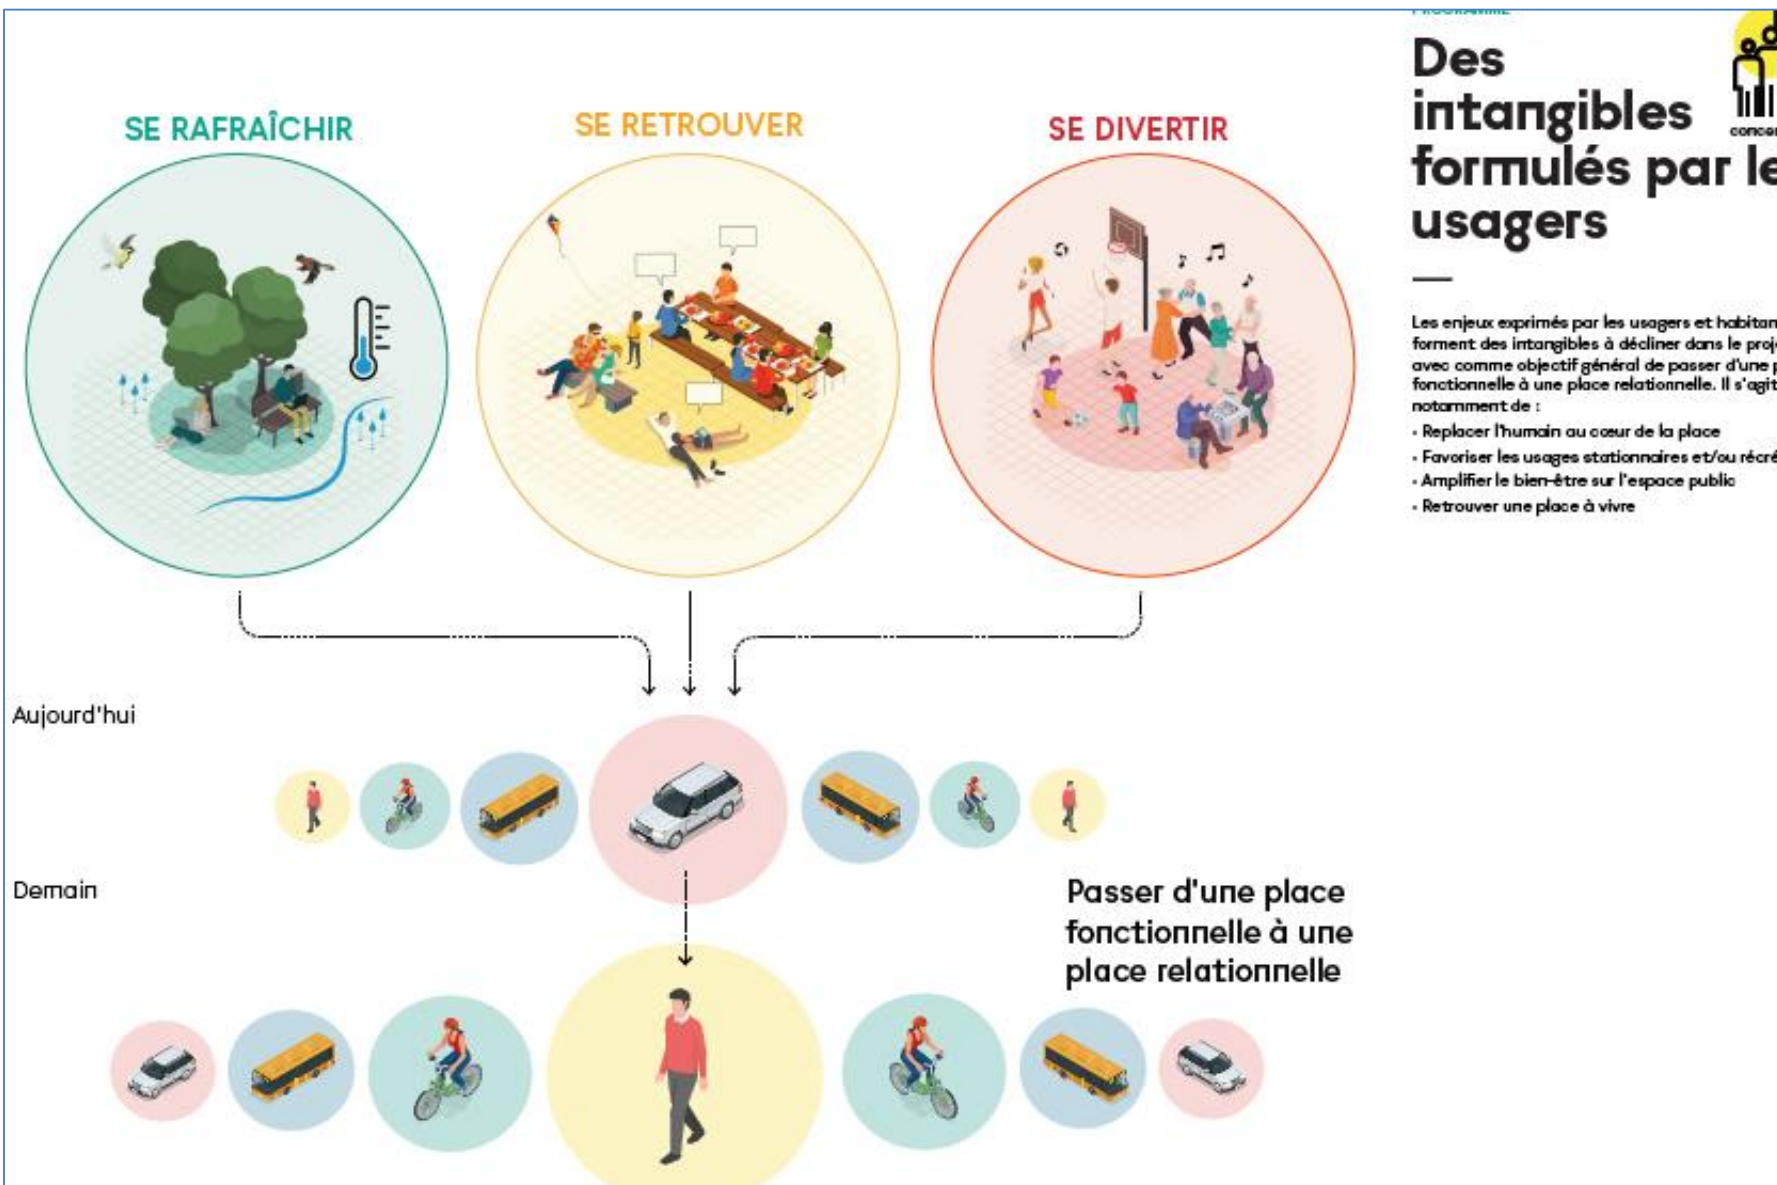 SE RAFRAÎCHIR
SE RETROUVER
SE DIVERTIR
Aujourd'hui
Demain
Passer d'une place
fonctionnelle à une
place relationnelle
Des
intangibles
formulés par le
usagers
Les enjeux exprimés par les usagers et habitan
forment des intangibles à décliner dans le proj
avec comme objectif général de passer d'une p
fonctionnelle à une place relationnelle. Il s'agit
notamment de :
- Replacer l'humain au cœur de la place
- Favoriser les usages stationnaires et/ou récré
- Amplifier le bien-être sur l'espace public
- Retrouver une place à vivre